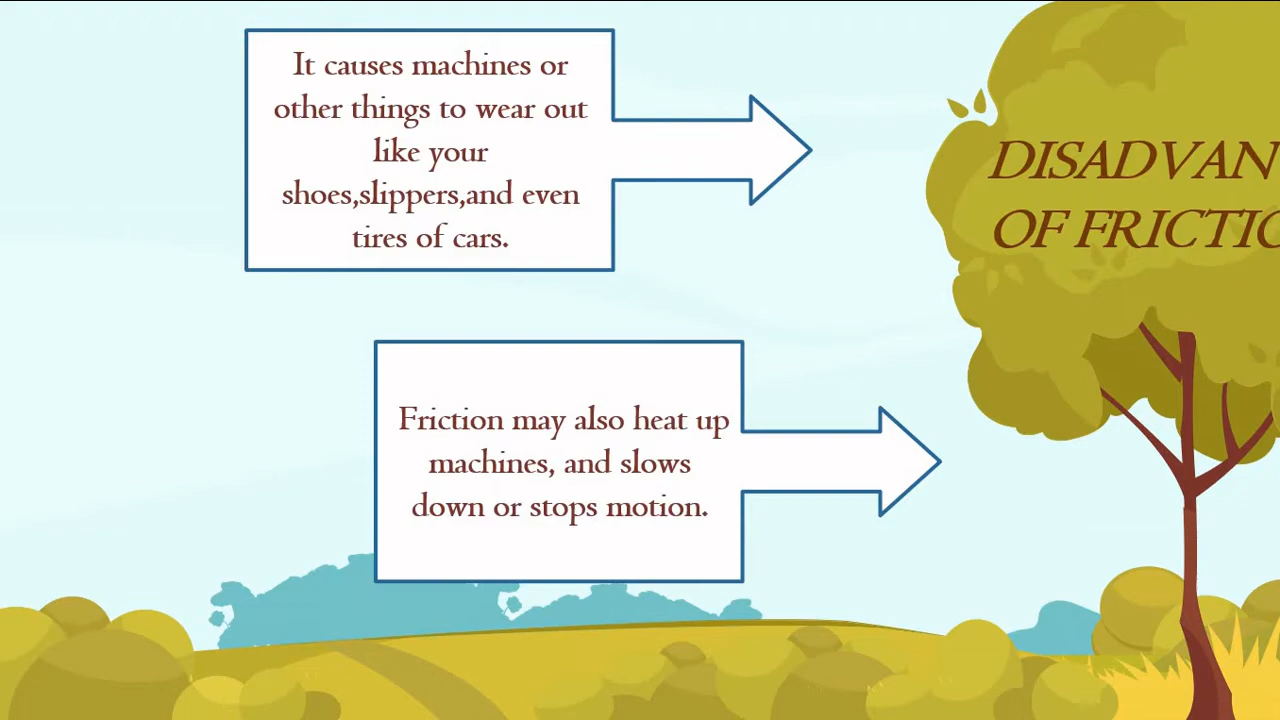 It causes machines or
other things to wear out
like your
shoes,slippers,and even
tires of cars.
DISADVAN
OF FRICTIO
Friction may also heat up
machines, and slows
down or stops motion.